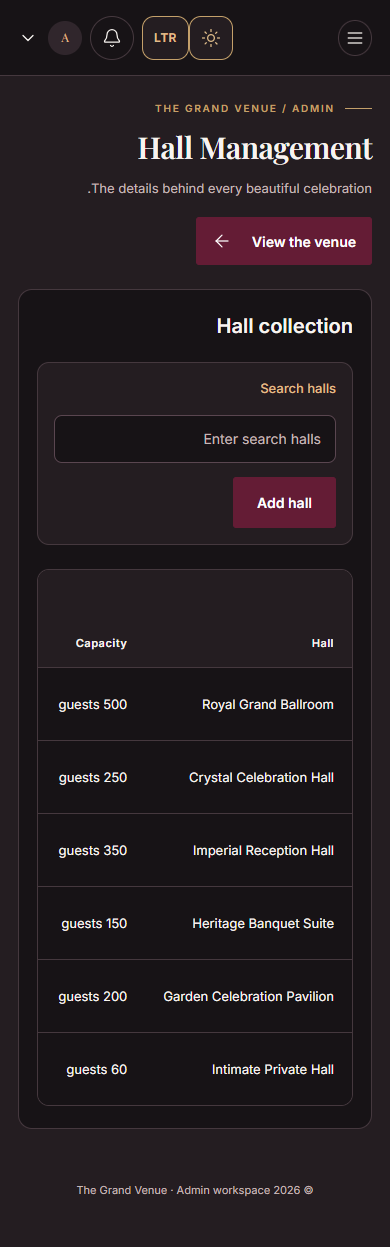 A
LTR
THE GRAND VENUE / ADMIN
Hall Management
.The details behind every beautiful celebration
View the venue
Hall collection
Search halls
Enter search halls
Add hall
Hall Capacity
Royal Grand Ballroom guests 500
Crystal Celebration Hall guests 250
Imperial Reception Hall guests 350
Heritage Banquet Suite guests 150
Garden Celebration Pavilion guests 200
Intimate Private Hall guests 60
The Grand Venue · Admin workspace 2026 ©